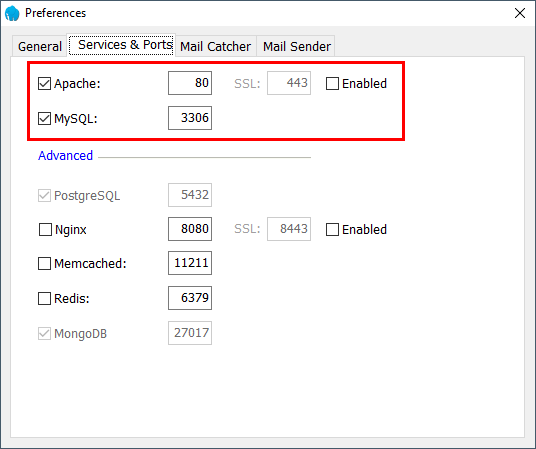 Preferences
General Services & Ports Mail Catcher Mail Sender
Apache: 80 SSL: 443 Enabled
MySQL: 3306
Advanced
PostgreSQL 5432
Nginx 8080 SSL: 8443 Enabled
Memcached: 11211
Redis: 6379
MongoDB 27017